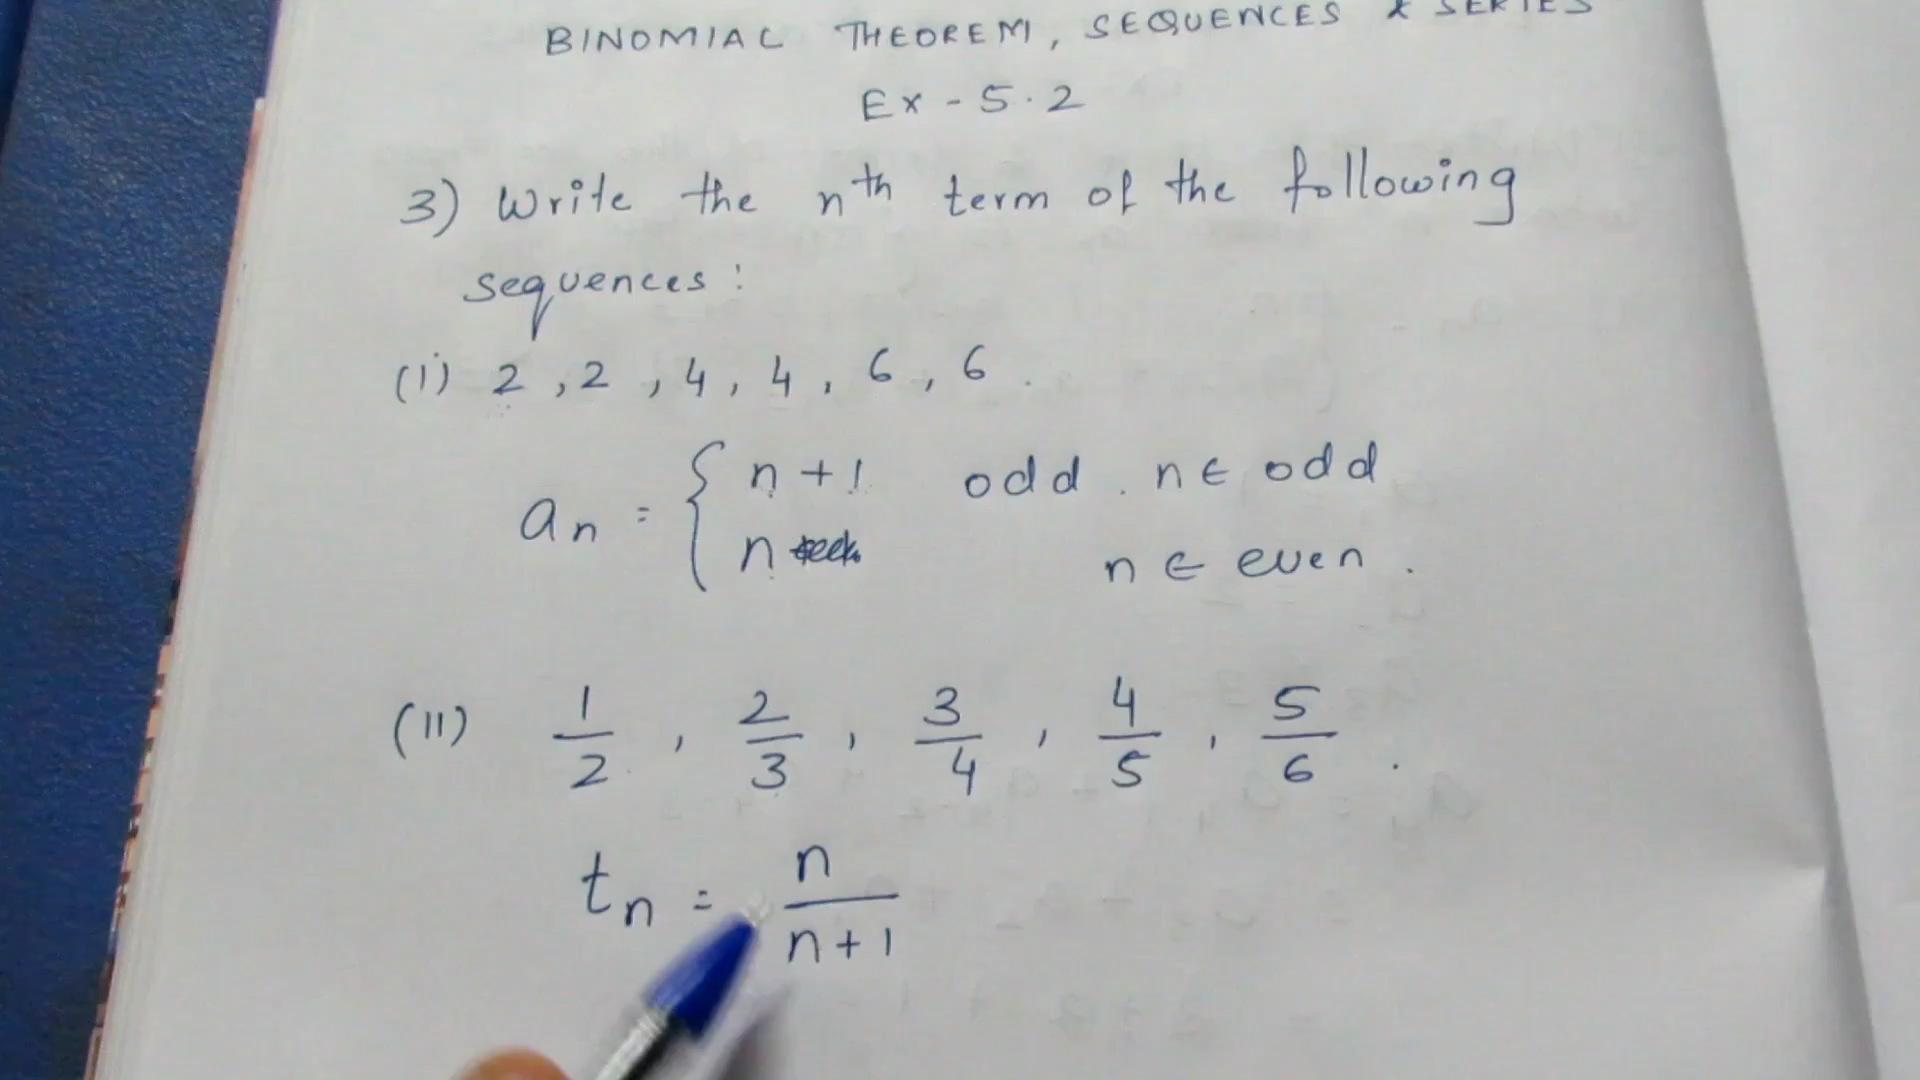 BINOMIAL THEOREM, SEQUENCES & SERIES
Ex - 5.2
3) Write the nth term of the following
sequences:
(i) 2, 2, 4, 4, 6, 6.
an = { n+1 odd. n∈ odd
n n ∈ even.
(ii) 1/2, 2/3, 3/4, 4/5, 5/6.
tn = n/n+1